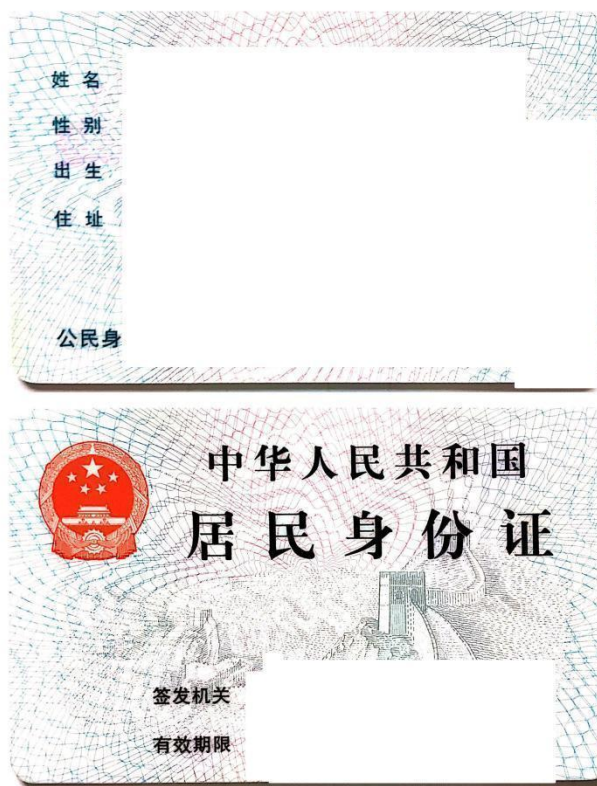 姓名
性别
出生
住址
公民身
中华人民共和国
居民身份证
签发机关
有效期限